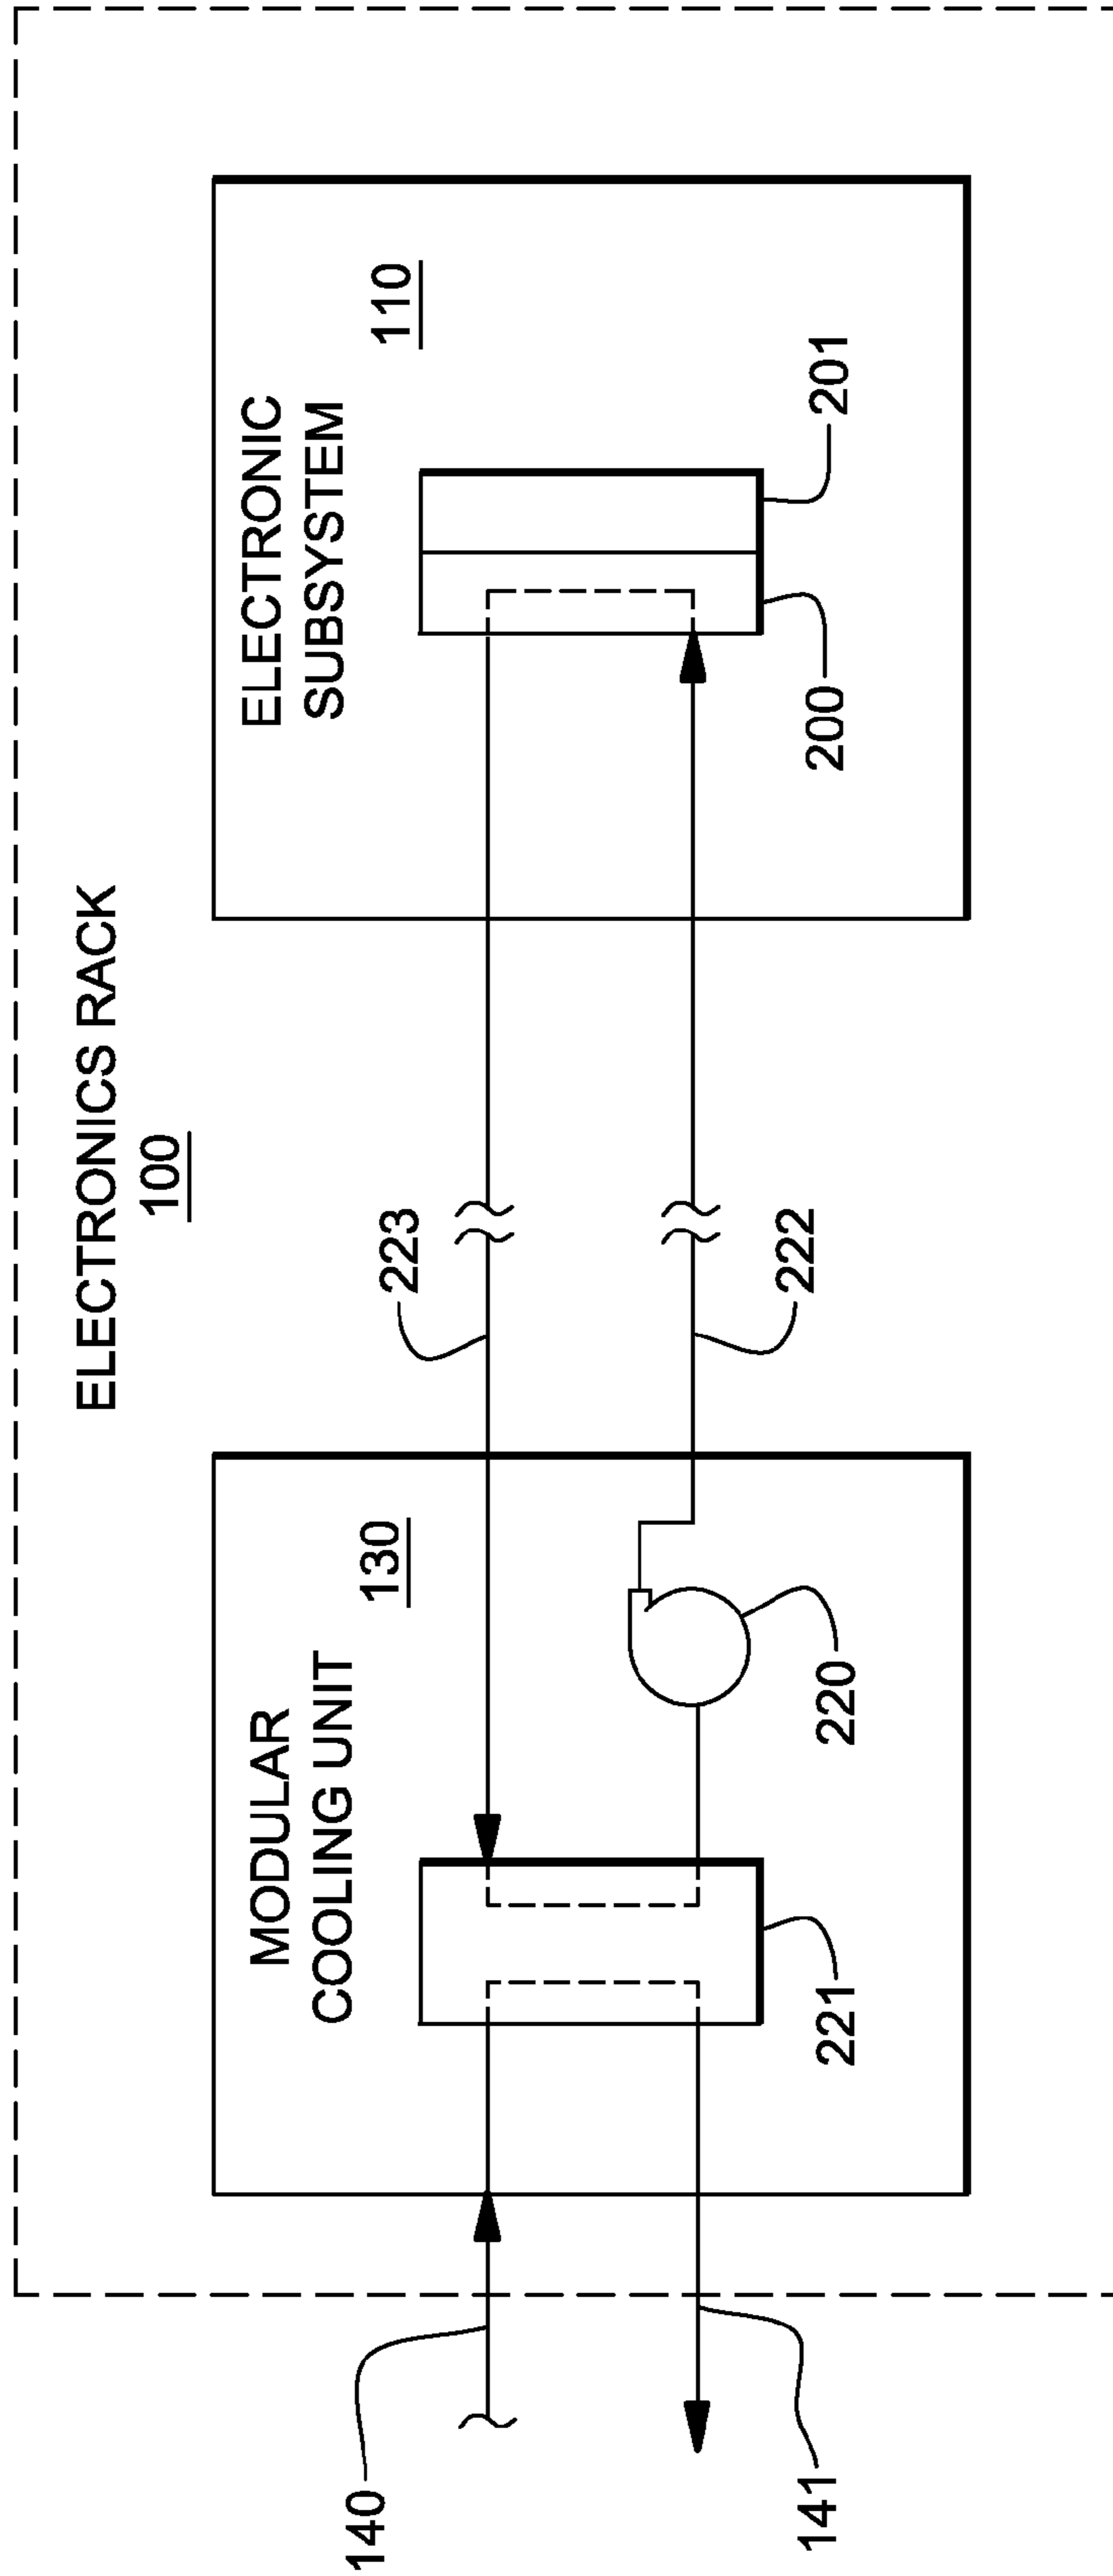 ELECTRONICS RACK
100
MODULAR
COOLING UNIT
130
ELECTRONIC
SUBSYSTEM
110
140
141
221
220
223
222
200
201